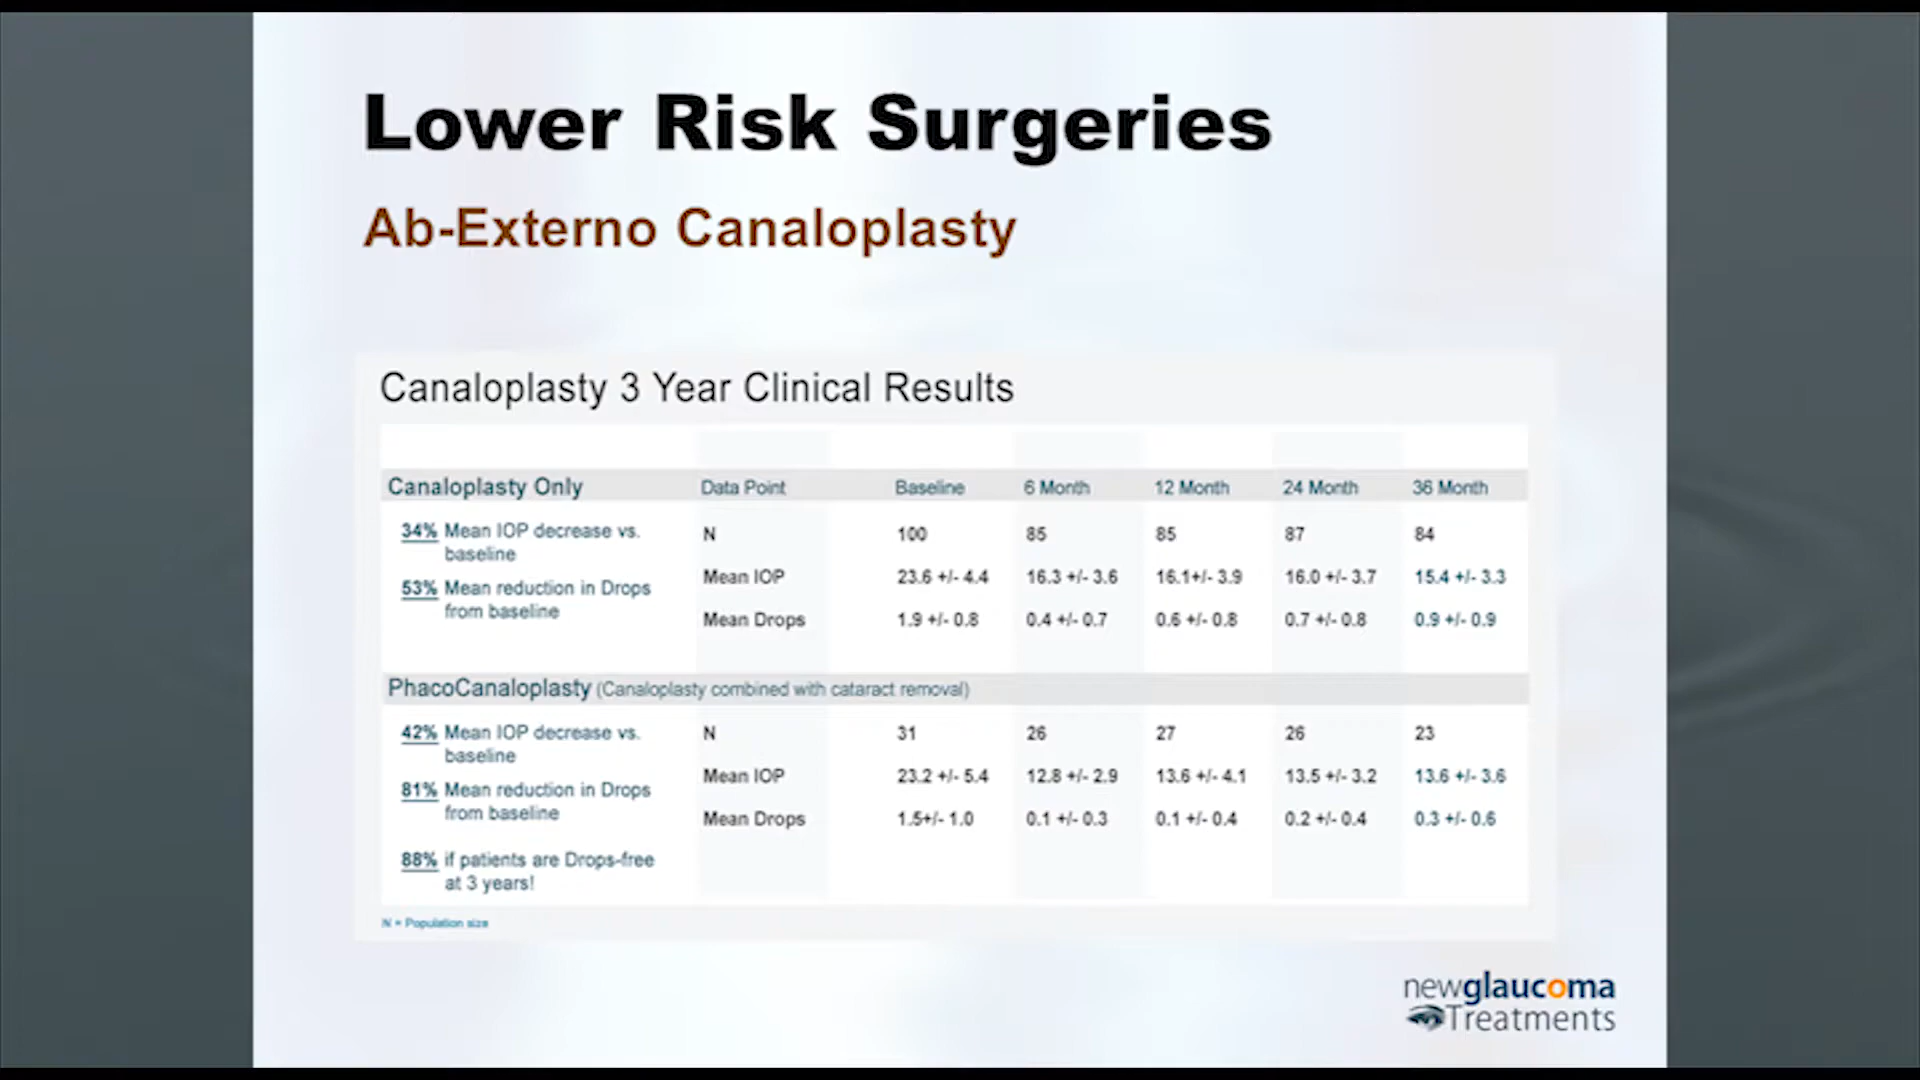 Lower Risk Surgeries
Ab-Externo Canaloplasty
Canaloplasty 3 Year Clinical Results
Canaloplasty Only Data Point Baseline 6 Month 12 Month 24 Month 36 Month
34% Mean IOP decrease vs.
baseline
53% Mean reduction in Drops
from baseline
N 100 85 85 87 84
Mean IOP 23.6 +/- 4.4 16.3 +/- 3.6 16.1+/- 3.9 16.0 +/- 3.7 15.4 +/- 3.3
Mean Drops 1.9 +/- 0.8 0.4 +/- 0.7 0.6 +/- 0.8 0.7 +/- 0.8 0.9 +/- 0.9
PhacoCanaloplasty (Canaloplasty combined with cataract removal)
42% Mean IOP decrease vs.
baseline
81% Mean reduction in Drops
from baseline
88% if patients are Drops-free
at 3 years!
N 31 26 27 26 23
Mean IOP 23.2 +/- 5.4 12.8 +/- 2.9 13.6 +/- 4.1 13.5 +/- 3.2 13.6 +/- 3.6
Mean Drops 1.5+/- 1.0 0.1 +/- 0.3 0.1 +/- 0.4 0.2 +/- 0.4 0.3 +/- 0.6
N = Population size
newglaucoma
Treatments